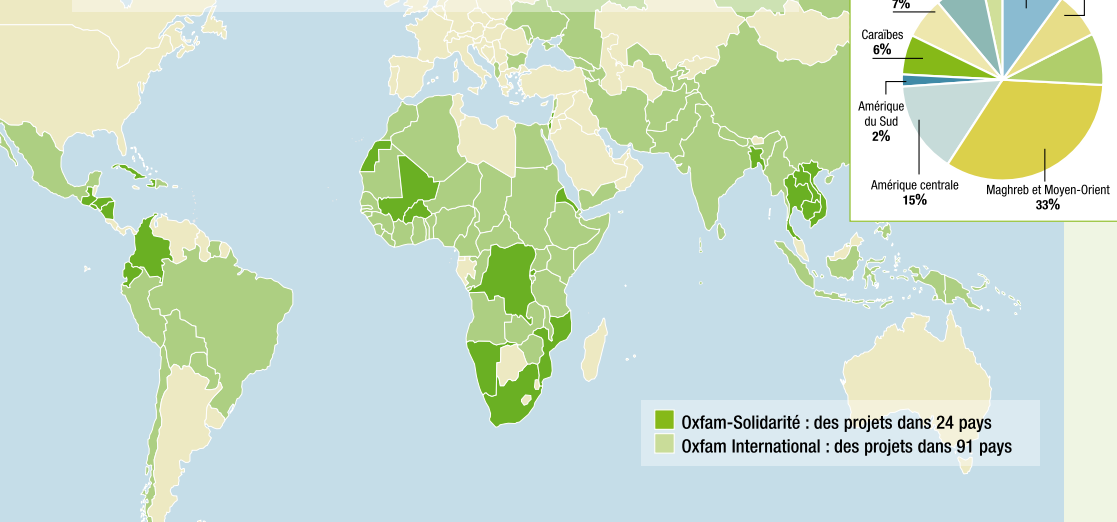 7%
Caraïbes
6%
Amérique
du Sud
2%
Amérique centrale
15%
Maghreb et Moyen-Orient
33%
Oxfam-Solidarité : des projets dans 24 pays
Oxfam International : des projets dans 91 pays